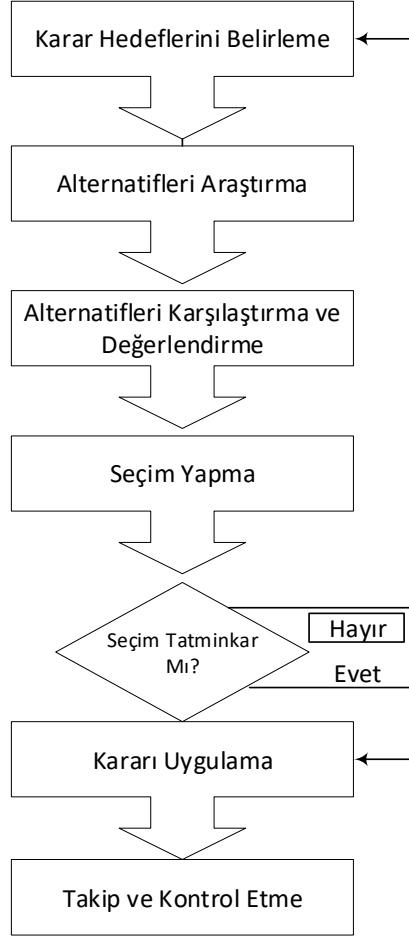 Karar Hedeflerini Belirleme
Alternatifleri Araştırma
Alternatifleri Karşılaştırma ve
Değerlendirme
Seçim Yapma
Seçim Tatminkar
Mı?
Hayır
Evet
Kararı Uygulama
Takip ve Kontrol Etme